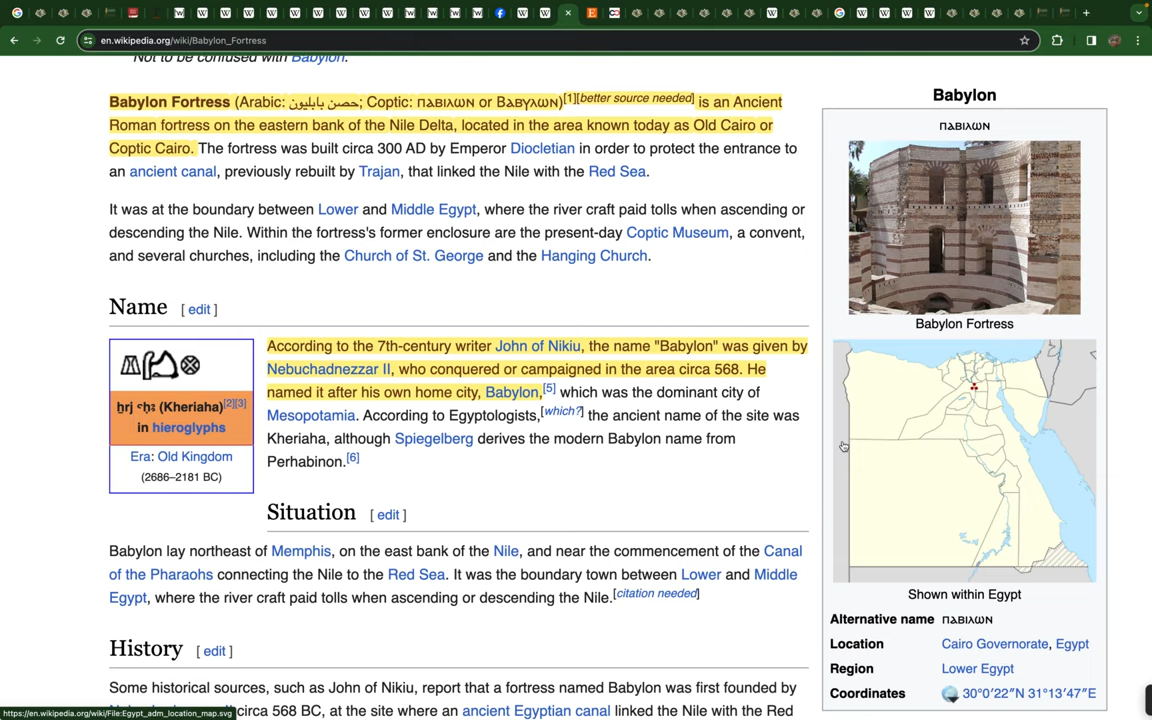 en.wikipedia.org/wiki/Babylon_Fortress
Not to be confused with Babylon.
Babylon Fortress (Arabic: حصن بابليون; Coptic: ⲡⲁⲃⲓⲗⲱⲛ or Ⲃⲁⲃⲩⲗⲱⲛ)[1][better source needed] is an Ancient
Roman fortress on the eastern bank of the Nile Delta, located in the area known today as Old Cairo or
Coptic Cairo. The fortress was built circa 300 AD by Emperor Diocletian in order to protect the entrance to
an ancient canal, previously rebuilt by Trajan, that linked the Nile with the Red Sea.
It was at the boundary between Lower and Middle Egypt, where the river craft paid tolls when ascending or
descending the Nile. Within the fortress's former enclosure are the present-day Coptic Museum, a convent,
and several churches, including the Church of St. George and the Hanging Church.
Name [ edit ]
ẖrj ꜥḥꜣ (Kheriaha)[2][3]
in hieroglyphs
Era: Old Kingdom
(2686–2181 BC)
According to the 7th-century writer John of Nikiu, the name "Babylon" was given by
Nebuchadnezzar II, who conquered or campaigned in the area circa 568. He
named it after his own home city, Babylon,[5] which was the dominant city of
Mesopotamia. According to Egyptologists,[which?] the ancient name of the site was
Kheriaha, although Spiegelberg derives the modern Babylon name from
Perhabinon.[6]
Situation [ edit ]
Babylon lay northeast of Memphis, on the east bank of the Nile, and near the commencement of the Canal
of the Pharaohs connecting the Nile to the Red Sea. It was the boundary town between Lower and Middle
Egypt, where the river craft paid tolls when ascending or descending the Nile.[citation needed]
History [ edit ]
Some historical sources, such as John of Nikiu, report that a fortress named Babylon was first founded by
circa 568 BC, at the site where an ancient Egyptian canal linked the Nile with the Red
https://en.wikipedia.org/wiki/File:Egypt_adm_location_map.svg
Babylon
ⲡⲁⲃⲓⲗⲱⲛ
Babylon Fortress
Shown within Egypt
Alternative name ⲡⲁⲃⲓⲗⲱⲛ
Location Cairo Governorate, Egypt
Region Lower Egypt
Coordinates 30°0′22″N 31°13′47″E